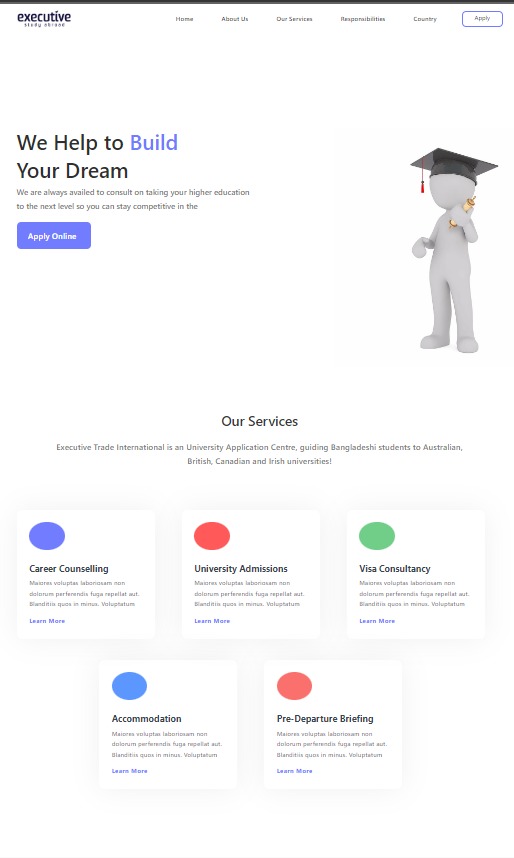 executive
study abroad
Home About Us Our Services Responsibilities Country Apply
We Help to Build
Your Dream
We are always availed to consult on taking your higher education
to the next level so you can stay competitive in the
Apply Online
Our Services
Executive Trade International is an University Application Centre, guiding Bangladeshi students to Australian,
British, Canadian and Irish universities!
Career Counselling
Maiores voluptas laboriosam non
dolorum perferendis fuga repellat aut.
Blanditiis quos in minus. Voluptatum
Learn More
University Admissions
Maiores voluptas laboriosam non
dolorum perferendis fuga repellat aut.
Blanditiis quos in minus. Voluptatum
Learn More
Visa Consultancy
Maiores voluptas laboriosam non
dolorum perferendis fuga repellat aut.
Blanditiis quos in minus. Voluptatum
Learn More
Accommodation
Maiores voluptas laboriosam non
dolorum perferendis fuga repellat aut.
Blanditiis quos in minus. Voluptatum
Learn More
Pre-Departure Briefing
Maiores voluptas laboriosam non
dolorum perferendis fuga repellat aut.
Blanditiis quos in minus. Voluptatum
Learn More